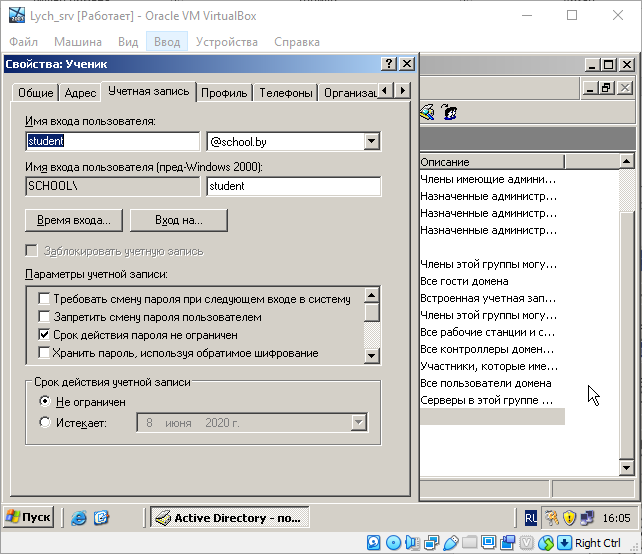 Lych_srv [Работает] - Oracle VM VirtualBox
Файл Машина Вид Ввод Устройства Справка
Свойства: Ученик
Общие Адрес Учетная запись Профиль Телефоны Организац
Имя входа пользователя:
student @school.by
Имя входа пользователя (пред-Windows 2000):
SCHOOL\ student
Время входа... Вход на...
Заблокировать учетную запись
Параметры учетной записи:
Требовать смену пароля при следующем входе в систему
Запретить смену пароля пользователем
Срок действия пароля не ограничен
Хранить пароль, используя обратимое шифрование
Срок действия учетной записи
Не ограничен
Истекает: 8 июня 2020 г.
Описание
Члены имеющие админи...
Назначенные администр...
Назначенные администр...
Назначенные администр...
Члены этой группы могу...
Все гости домена
Встроенная учетная зап...
Члены этой группы могу...
Все рабочие станции и с...
Все контроллеры домен...
Участники, которые име...
Все пользователи домена
Серверы в этой группе ...
Пуск Active Directory - по... RU 16:05
Right Ctrl